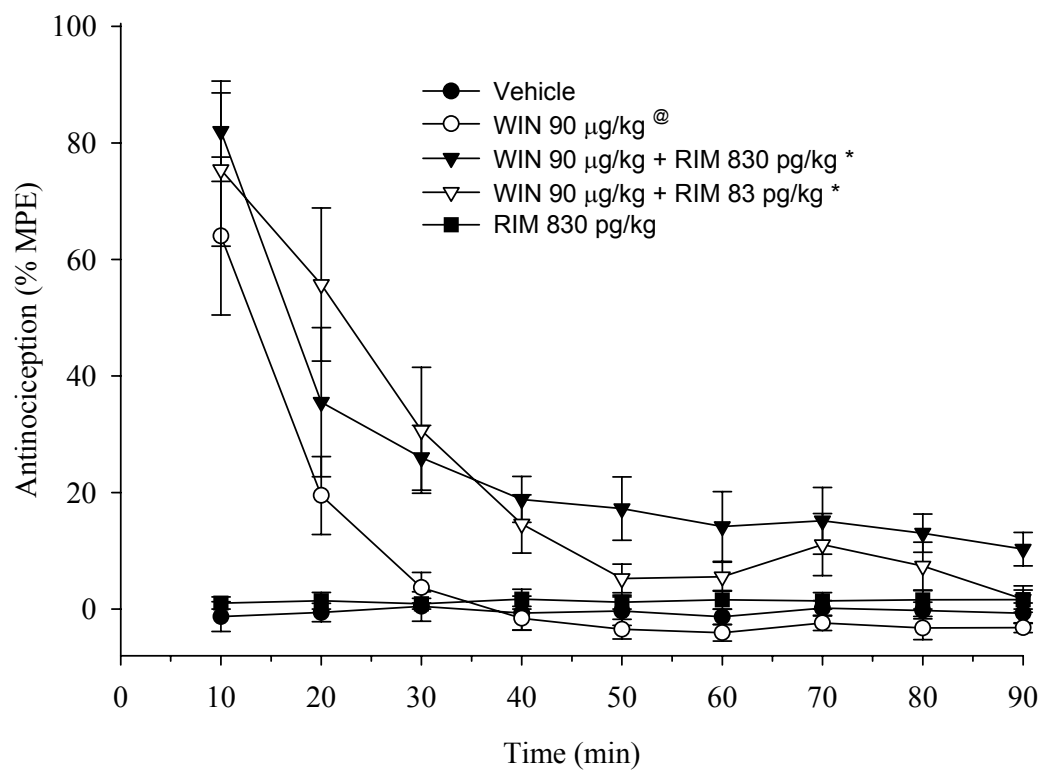 100
80
60
40
20
0
Antinociception (% MPE)
Vehicle
WIN 90 μg/kg @
WIN 90 μg/kg + RIM 830 pg/kg *
WIN 90 μg/kg + RIM 83 pg/kg *
RIM 830 pg/kg
0 10 20 30 40 50 60 70 80 90
Time (min)